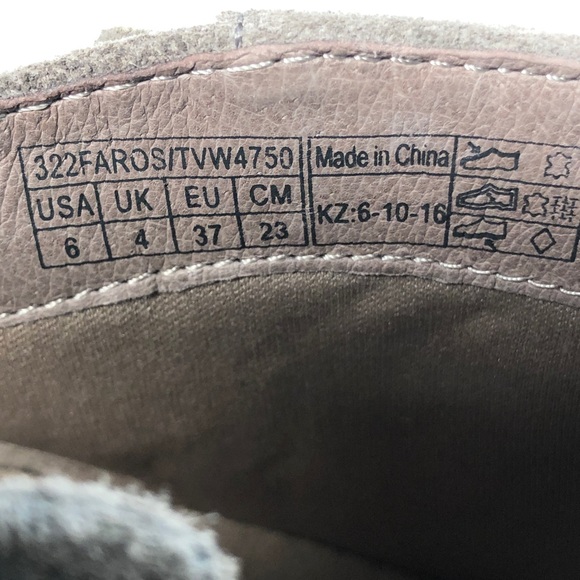 322FAROSITVW4750 Made in China
USA UK EU CM
6 4 37 23 KZ:6-10-16